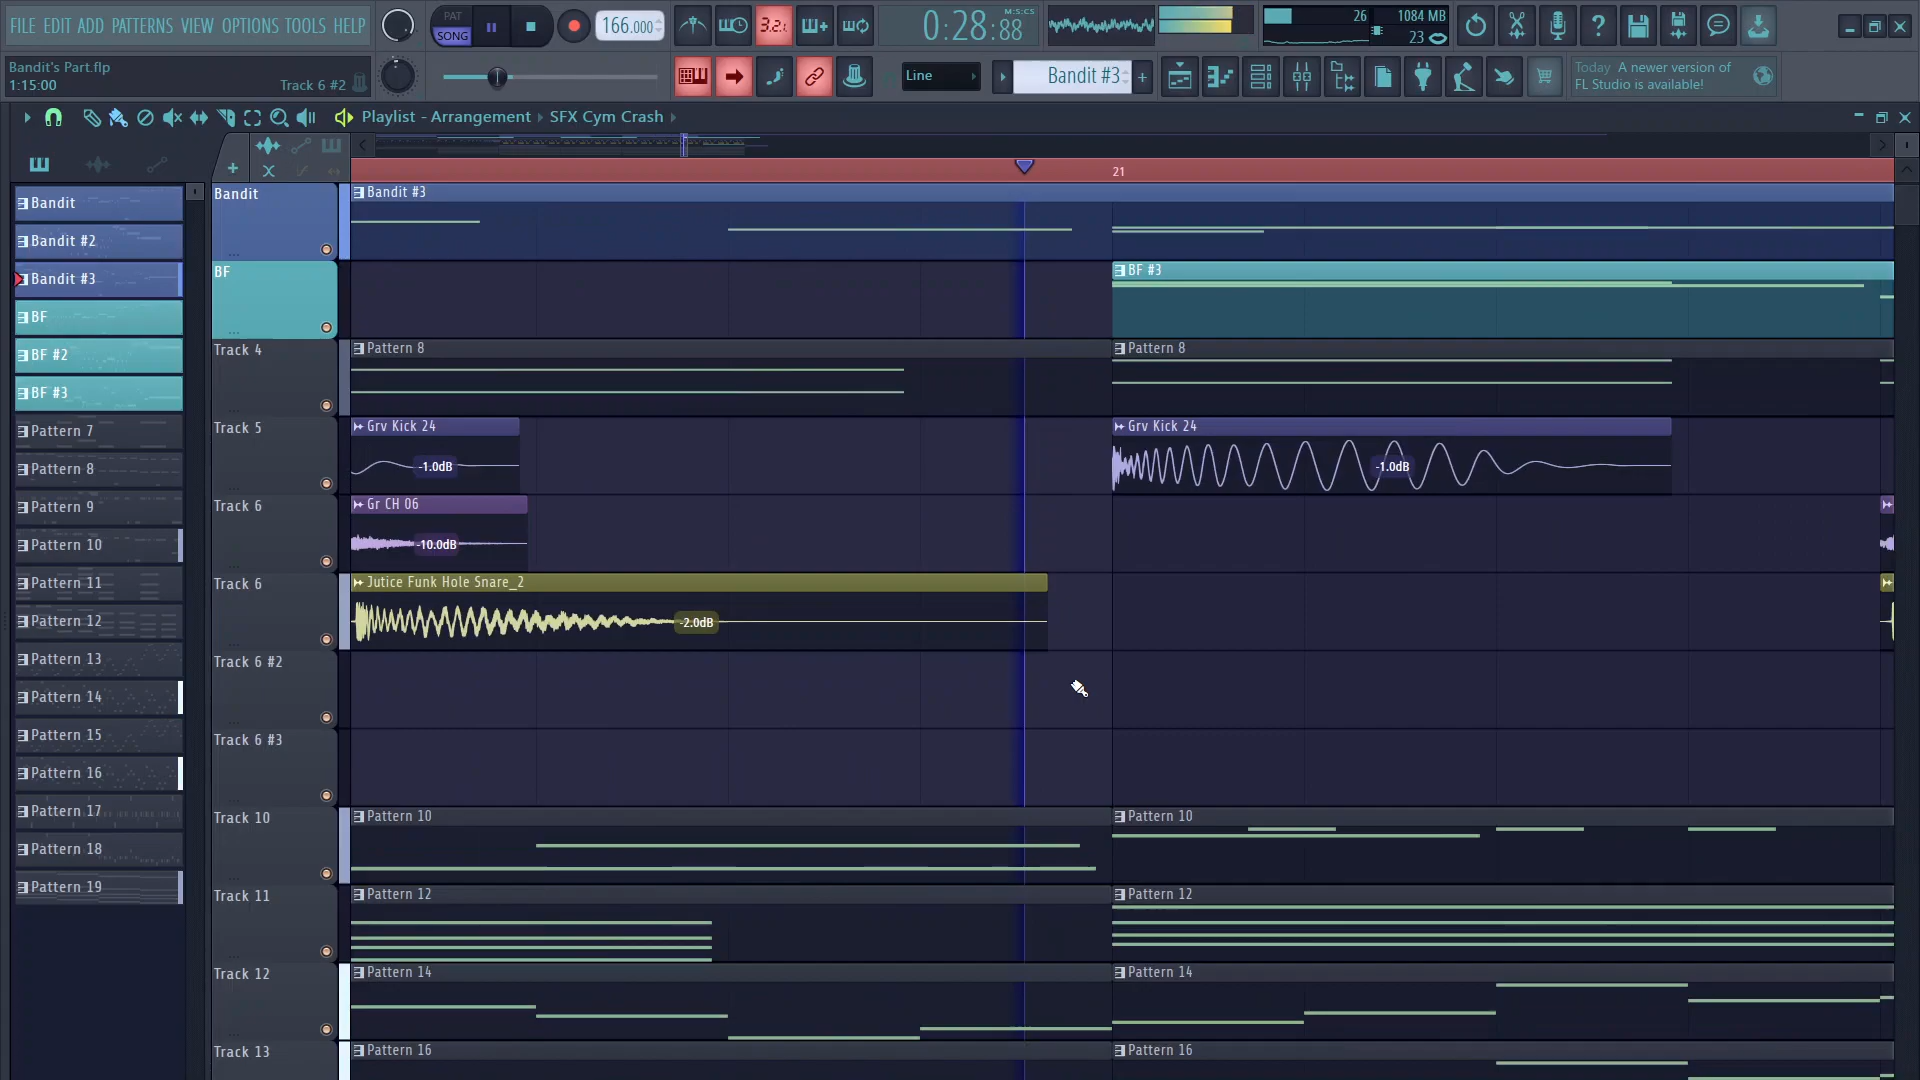 FILE EDIT ADD PATTERNS VIEW OPTIONS TOOLS HELP
PAT
SONG
166.000
3.2.
0:28:88
M:S:CS
26
1084 MB
23
Bandit's Part.flp
1:15:00
Track 6 #2
Line
Bandit #3
Today A newer version of
FL Studio is available!
Playlist - Arrangement SFX Cym Crash
21
Bandit
Bandit #2
Bandit #3
BF
BF #2
BF #3
Pattern 7
Pattern 8
Pattern 9
Pattern 10
Pattern 11
Pattern 12
Pattern 13
Pattern 14
Pattern 15
Pattern 16
Pattern 17
Pattern 18
Pattern 19
Bandit
Bandit #3
BF
BF #3
Track 4
Pattern 8
Pattern 8
Track 5
Grv Kick 24
-1.0dB
Grv Kick 24
-1.0dB
Track 6
Gr CH 06
-10.0dB
Track 6
Jutice Funk Hole Snare_2
-2.0dB
Track 6 #2
Track 6 #3
Track 10
Pattern 10
Pattern 10
Track 11
Pattern 12
Pattern 12
Track 12
Pattern 14
Pattern 14
Track 13
Pattern 16
Pattern 16